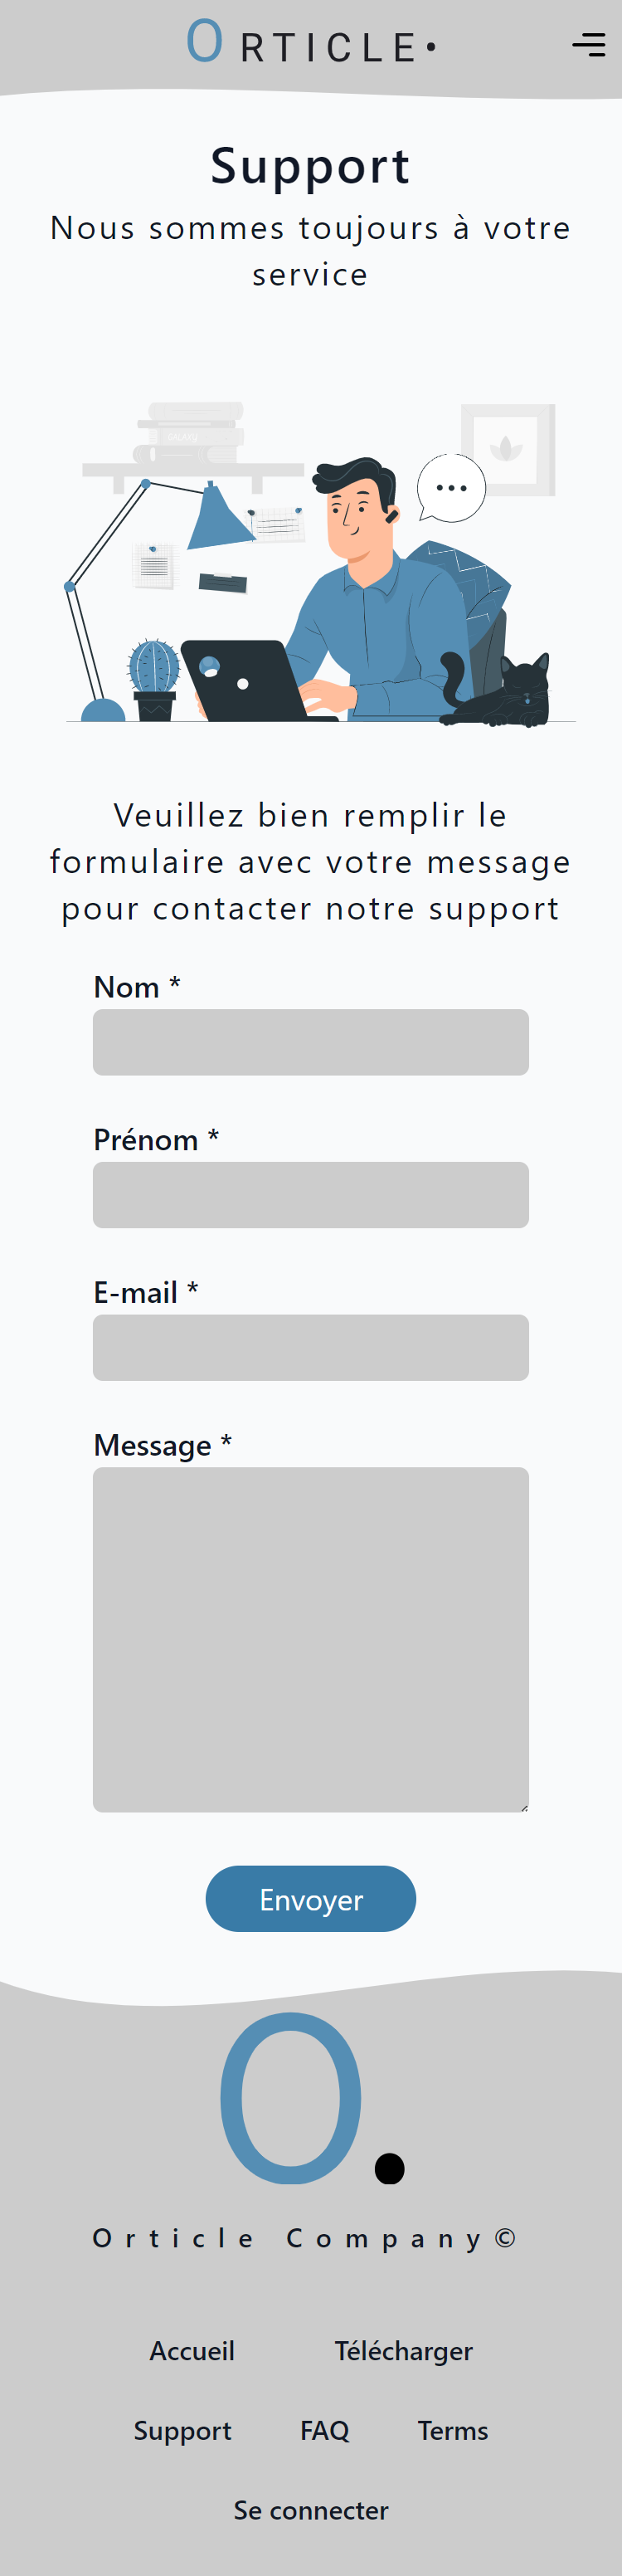 ORTICLE.
Support
Nous sommes toujours à votre
service
GALAXY
Veuillez bien remplir le
formulaire avec votre message
pour contacter notre support
Nom *
Prénom *
E-mail *
Message *
Envoyer
O.
Orticle Company©
Accueil Télécharger
Support FAQ Terms
Se connecter